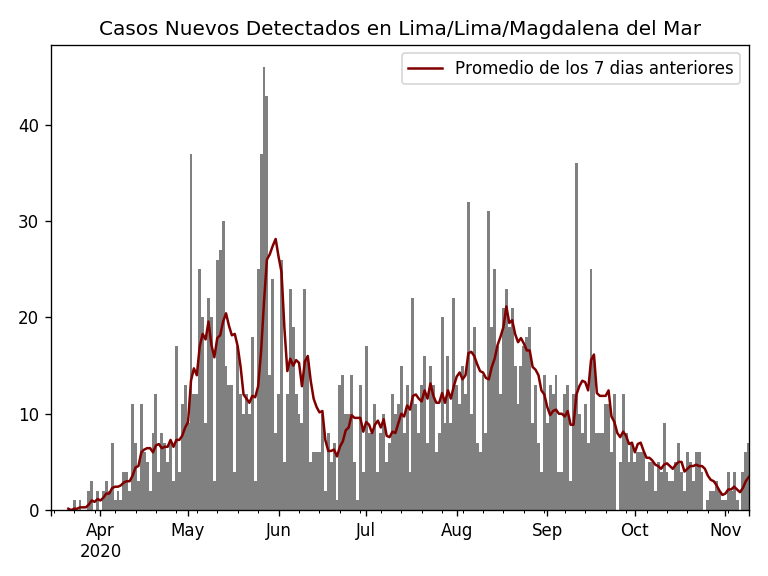 Casos Nuevos Detectados en Lima/Lima/Magdalena del Mar
Promedio de los 7 dias anteriores
40
30
20
10
0
Apr May Jun Jul Aug Sep Oct Nov
2020